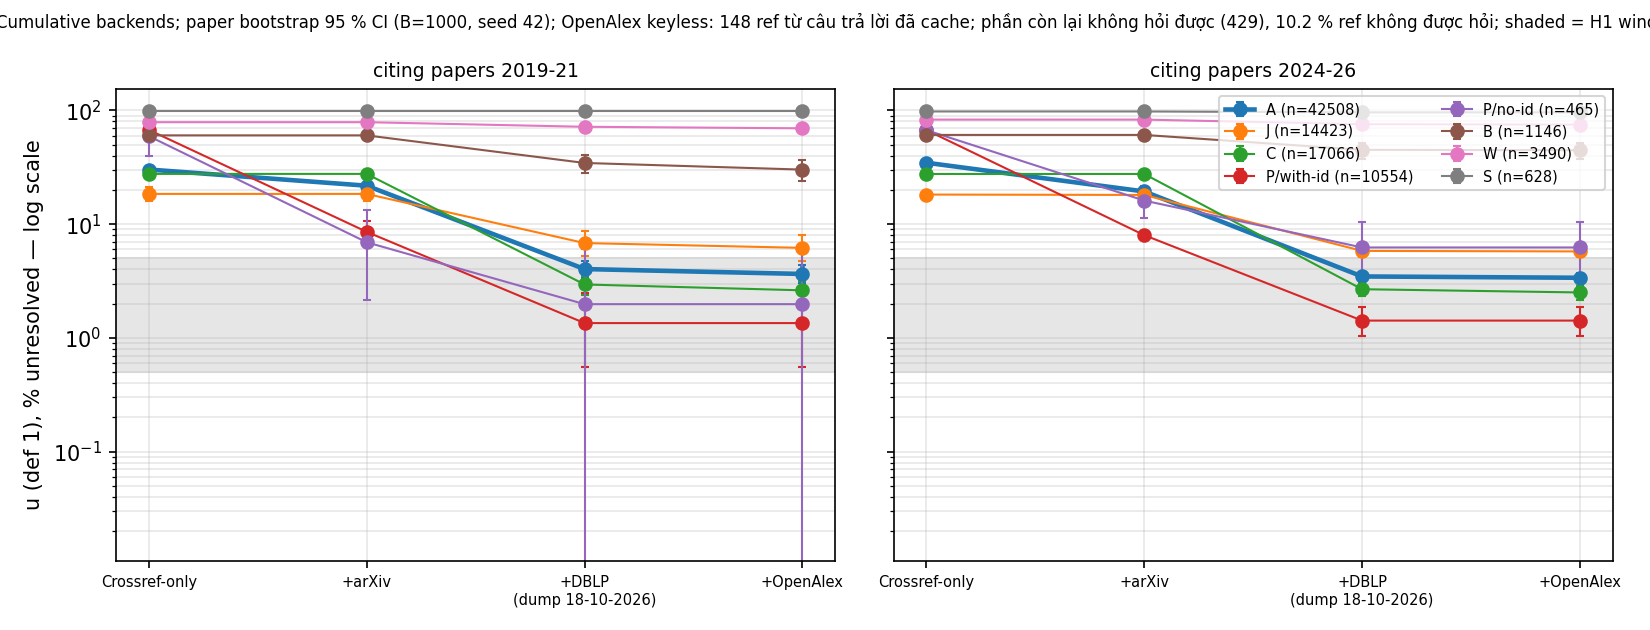 Cumulative backends; paper bootstrap 95 % CI (B=1000, seed 42); OpenAlex keyless: 148 ref từ câu trả lời đã cache; phần còn lại không hỏi được (429), 10.2 % ref không được hỏi; shaded = H1
citing papers 2019-21
citing papers 2024-26
u (def 1), % unresolved — log scale
10²
10¹
10⁰
10⁻¹
A (n=42508)
J (n=14423)
C (n=17066)
P/with-id (n=10554)
P/no-id (n=465)
B (n=1146)
W (n=3490)
S (n=628)
Crossref-only
+arXiv
+DBLP
(dump 18-10-2026)
+OpenAlex
Crossref-only
+arXiv
+DBLP
(dump 18-10-2026)
+OpenAlex